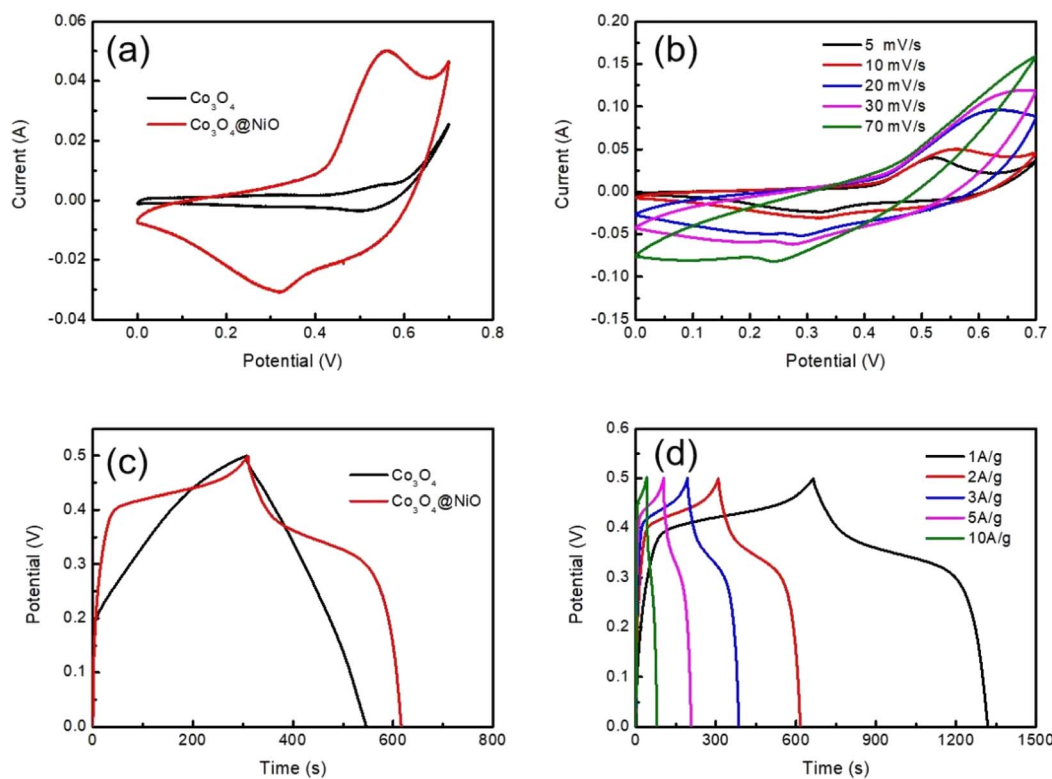 (a)
Co₃O₄
Co₃O₄@NiO
0.06
0.04
0.02
0.00
-0.02
-0.04
Current (A)
0.0 0.2 0.4 0.6 0.8
Potential (V)
(b)
5 mV/s
10 mV/s
20 mV/s
30 mV/s
70 mV/s
0.20
0.15
0.10
0.05
0.00
-0.05
-0.10
-0.15
Current (A)
0.0 0.1 0.2 0.3 0.4 0.5 0.6 0.7
Potential (V)
(c)
Co₃O₄
Co₃O₄@NiO
0.5
0.4
0.3
0.2
0.1
0.0
Potential (V)
0 200 400 600 800
Time (s)
(d)
1A/g
2A/g
3A/g
5A/g
10A/g
0.6
0.5
0.4
0.3
0.2
0.1
0.0
Potential (V)
0 300 600 900 1200 1500
Time (s)